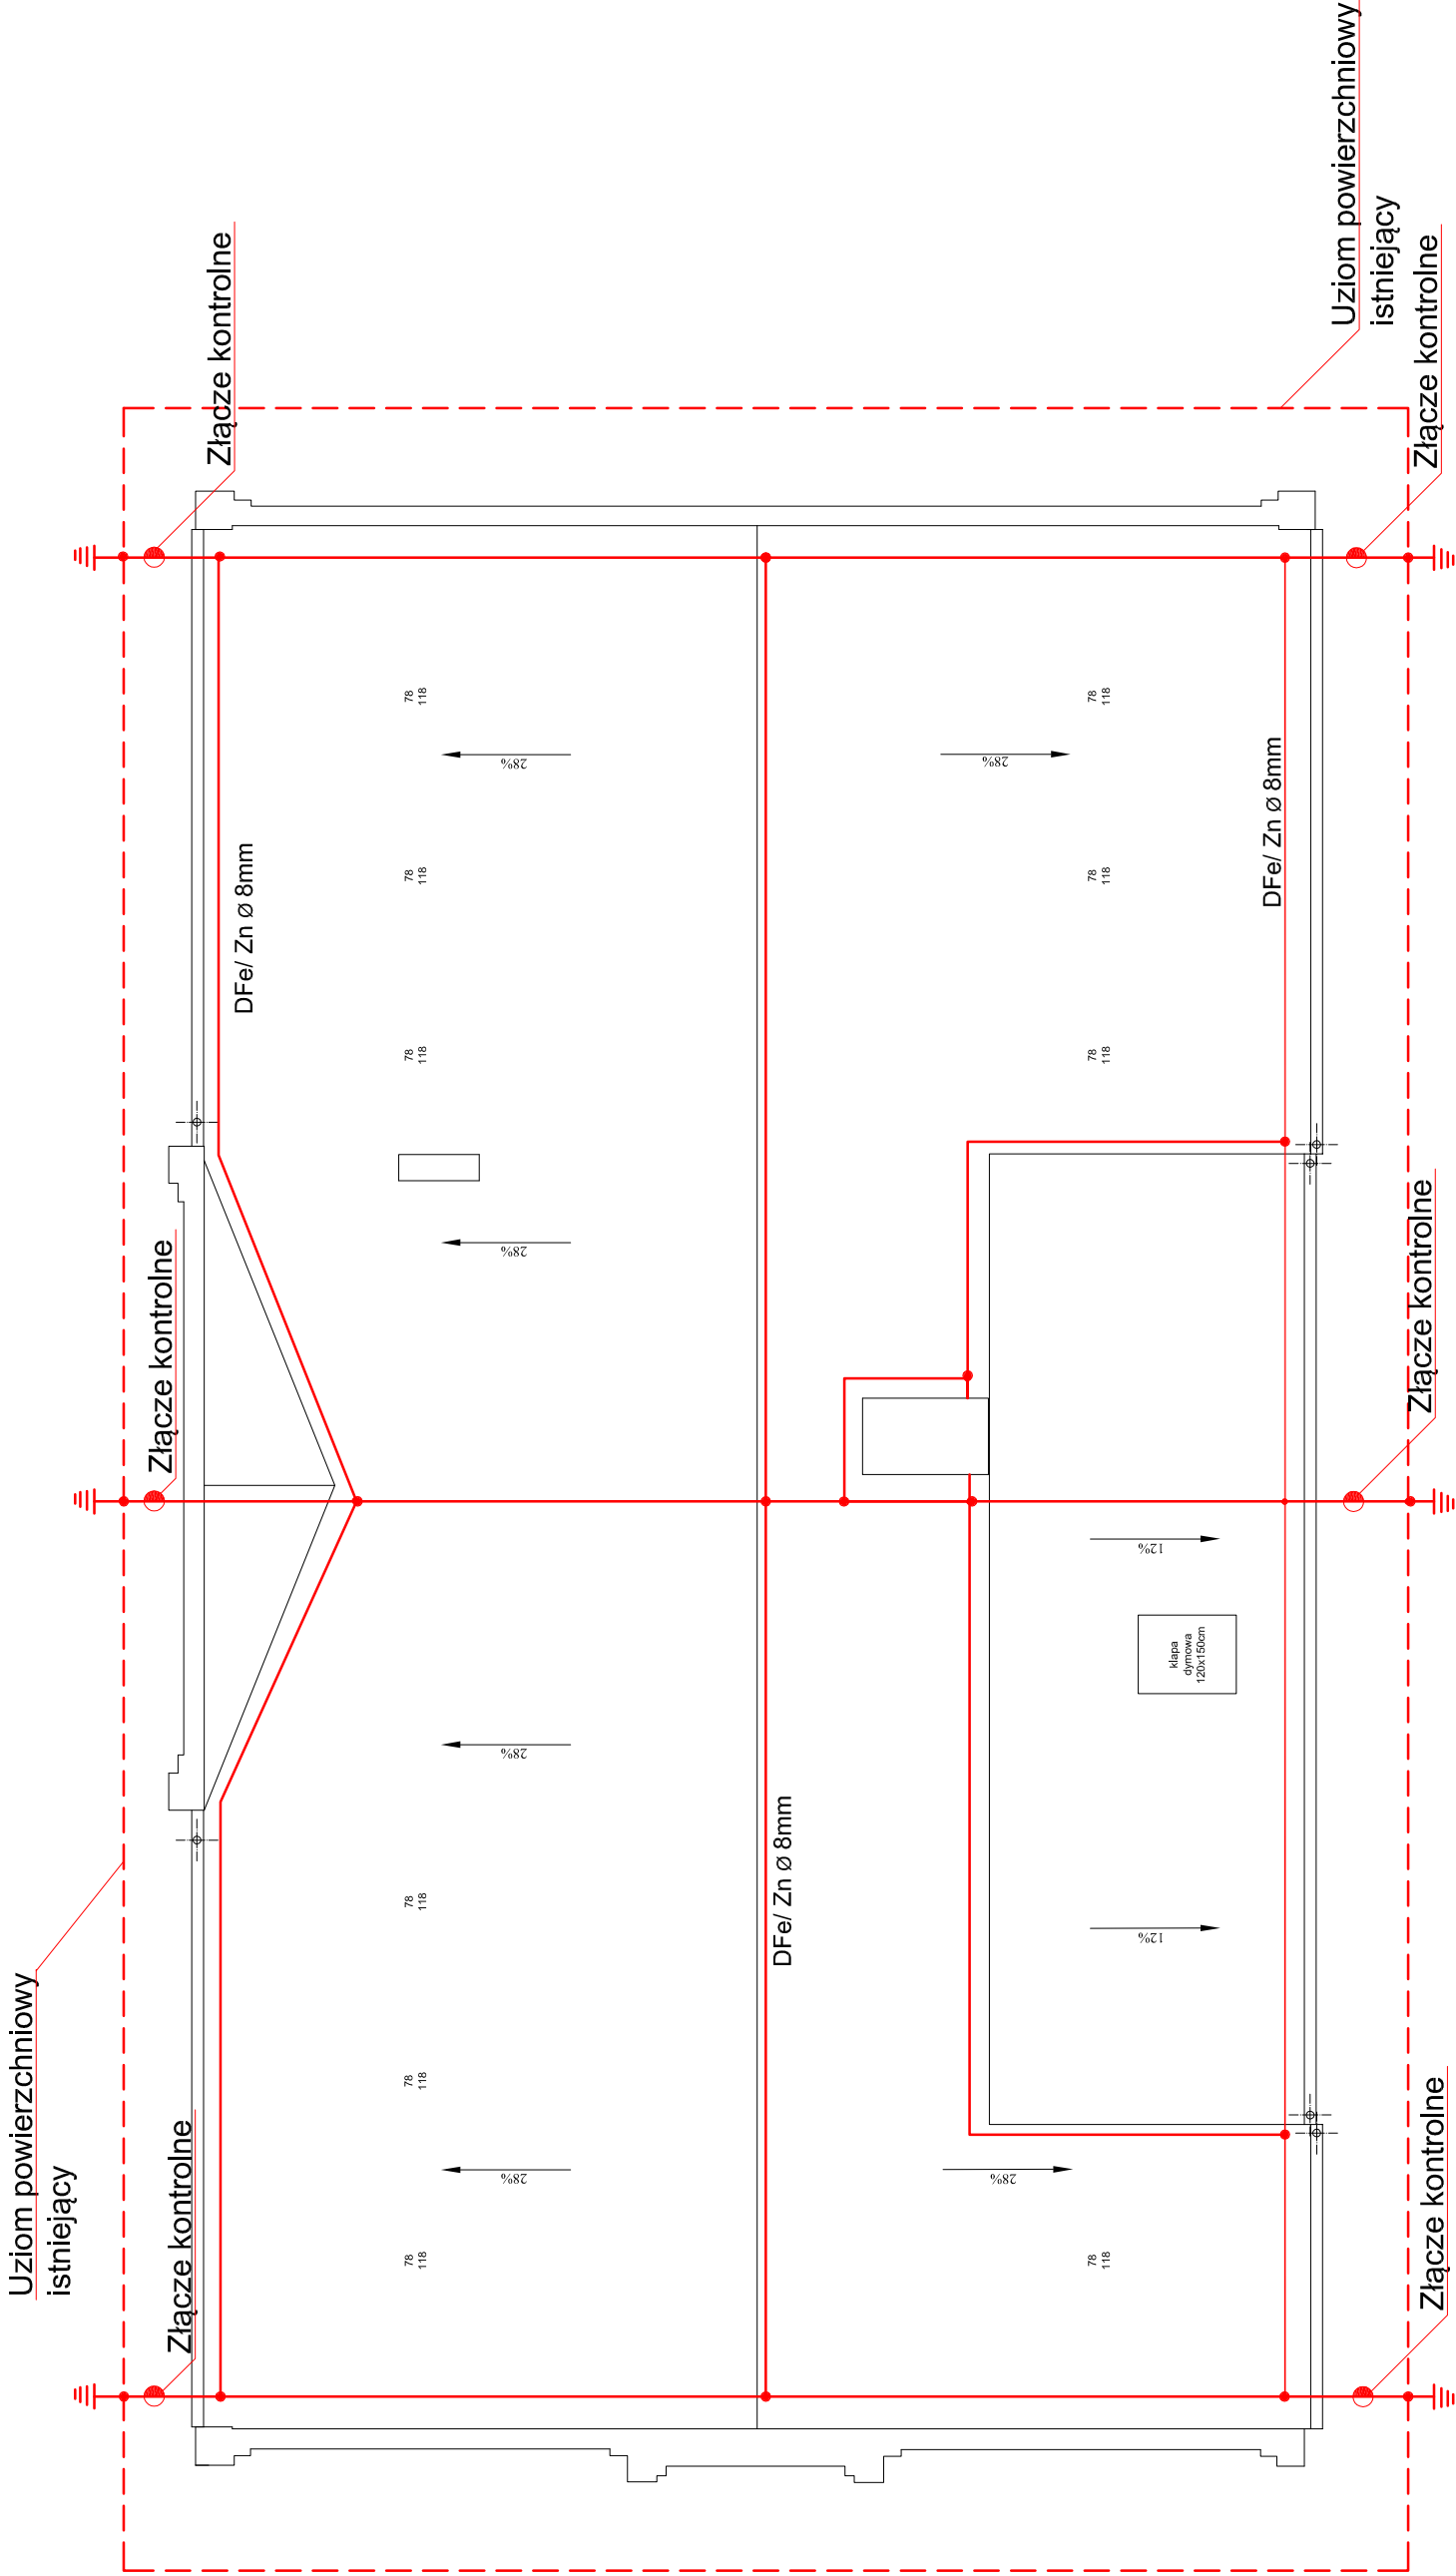 Uziom powierzchniowy
istniejący
Złącze kontrolne
Złącze kontrolne
Złącze kontrolne
DFe/ Zn Ø 8mm
78
118
78
118
78
118
78
118
78
118
78
118
28%
28%
28%
28%
DFe/ Zn Ø 8mm
28%
28%
78
118
78
118
78
118
78
118
12%
12%
klapa
dymowa
120x150cm
DFe/ Zn Ø 8mm
Uziom powierzchniowy
istniejący
Złącze kontrolne
Złącze kontrolne
Złącze kontrolne